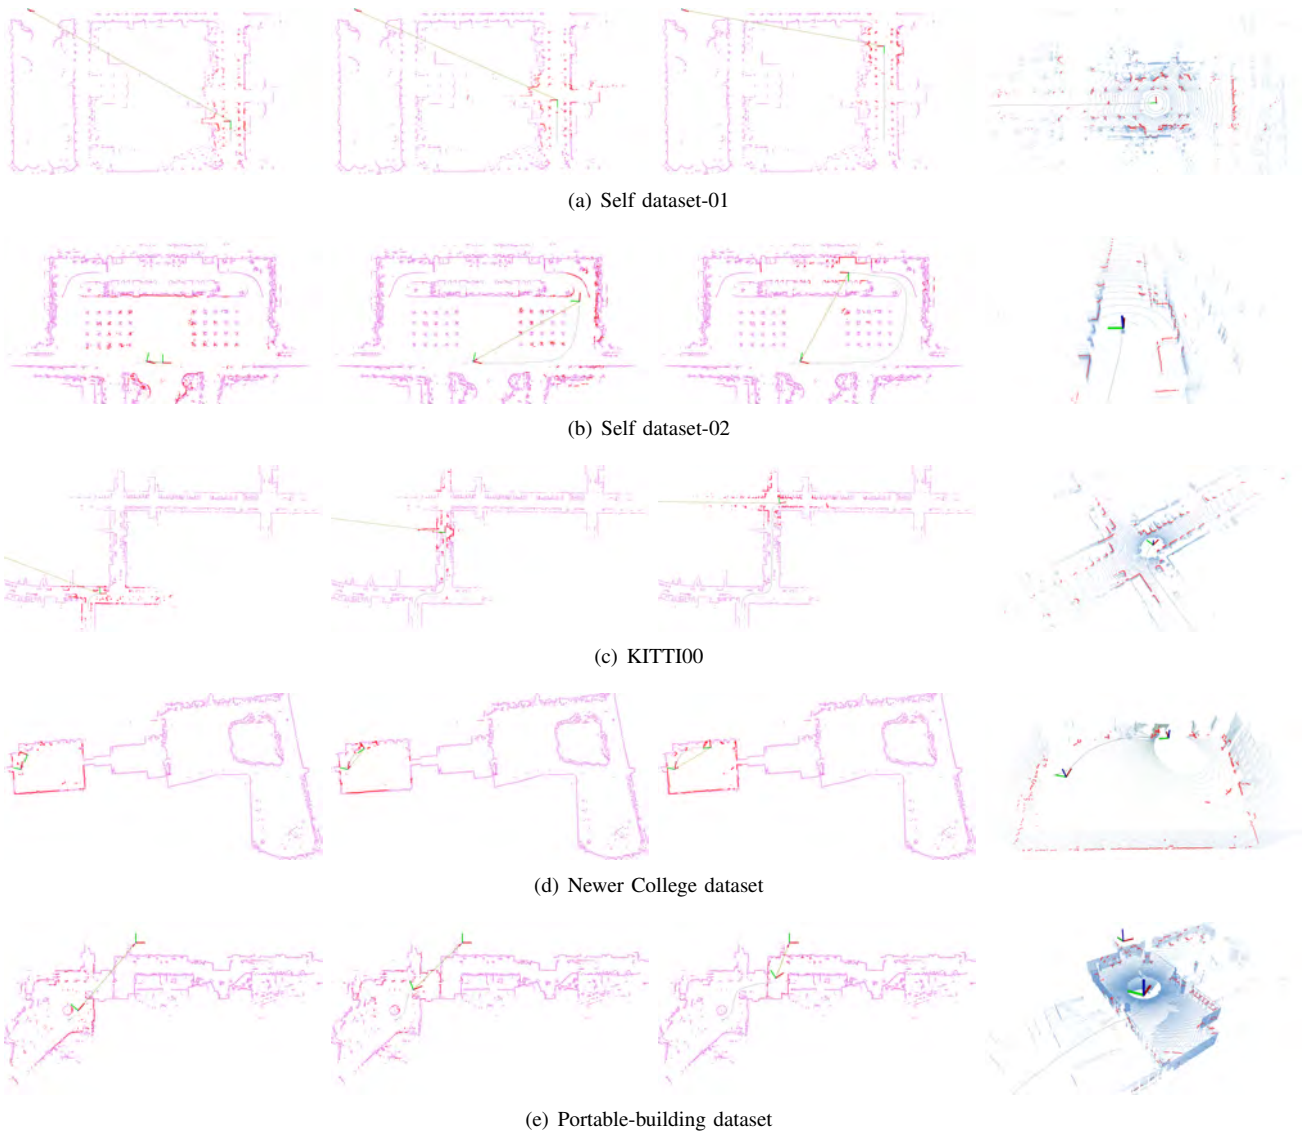 (a) Self dataset-01
(b) Self dataset-02
(c) KITTI00
(d) Newer College dataset
(e) Portable-building dataset